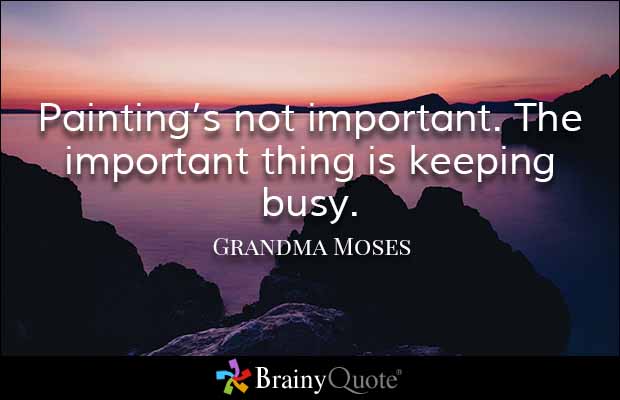 Painting’s not important. The
important thing is keeping
busy.
Grandma Moses
BrainyQuote®